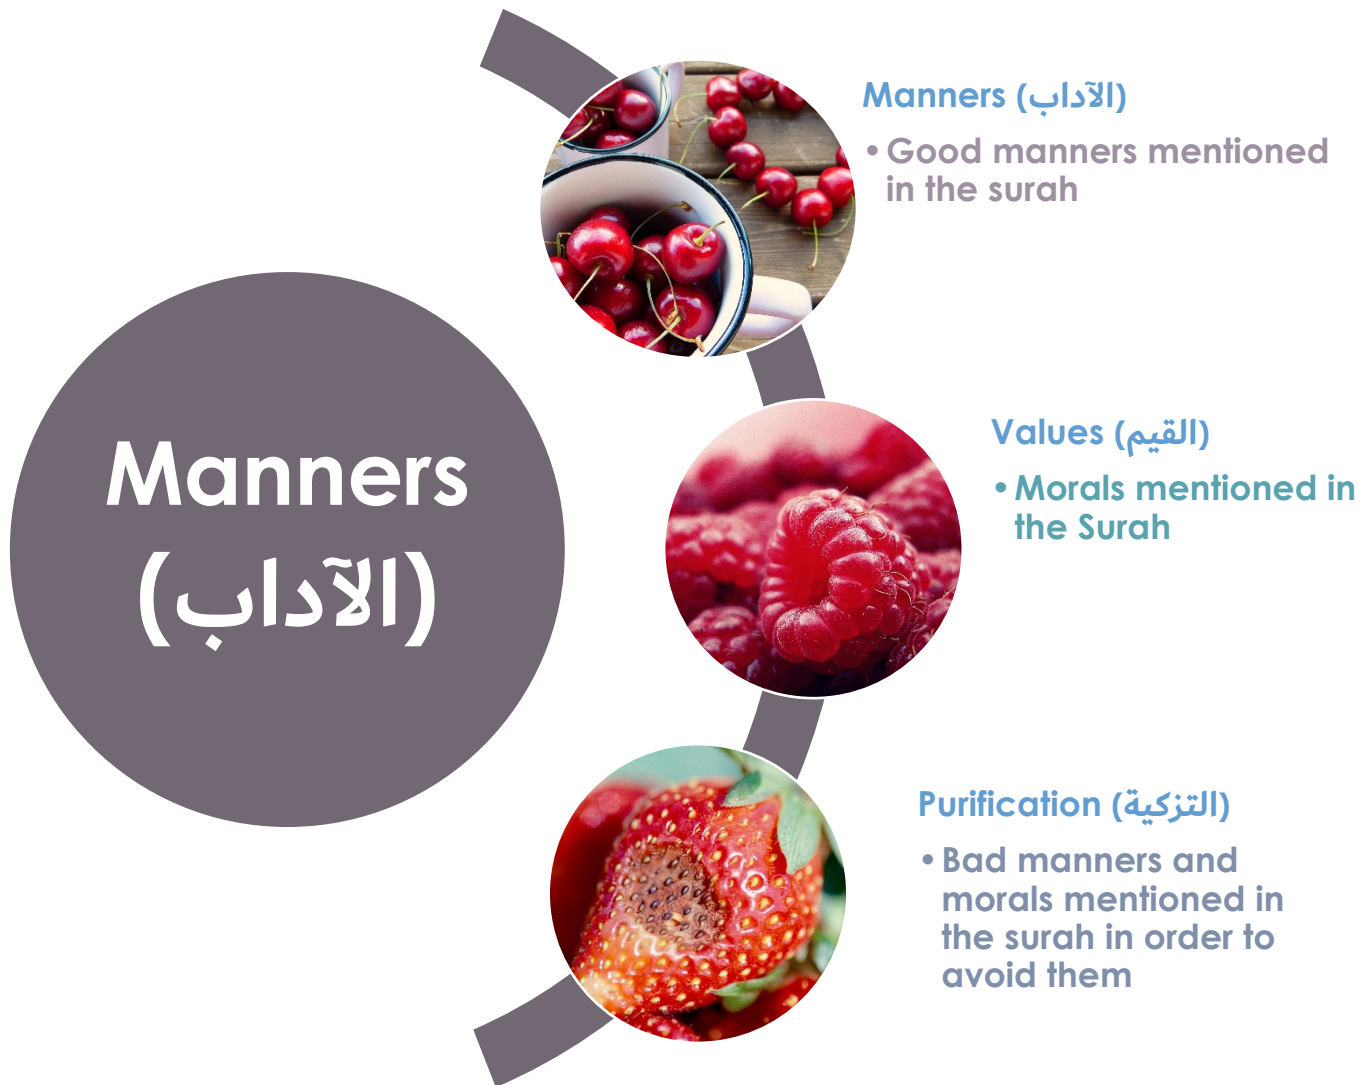 Manners
(الآداب)
Manners (الآداب)
• Good manners mentioned
in the surah
Values (القيم)
• Morals mentioned in
the Surah
Purification (التزكية)
• Bad manners and
morals mentioned in
the surah in order to
avoid them